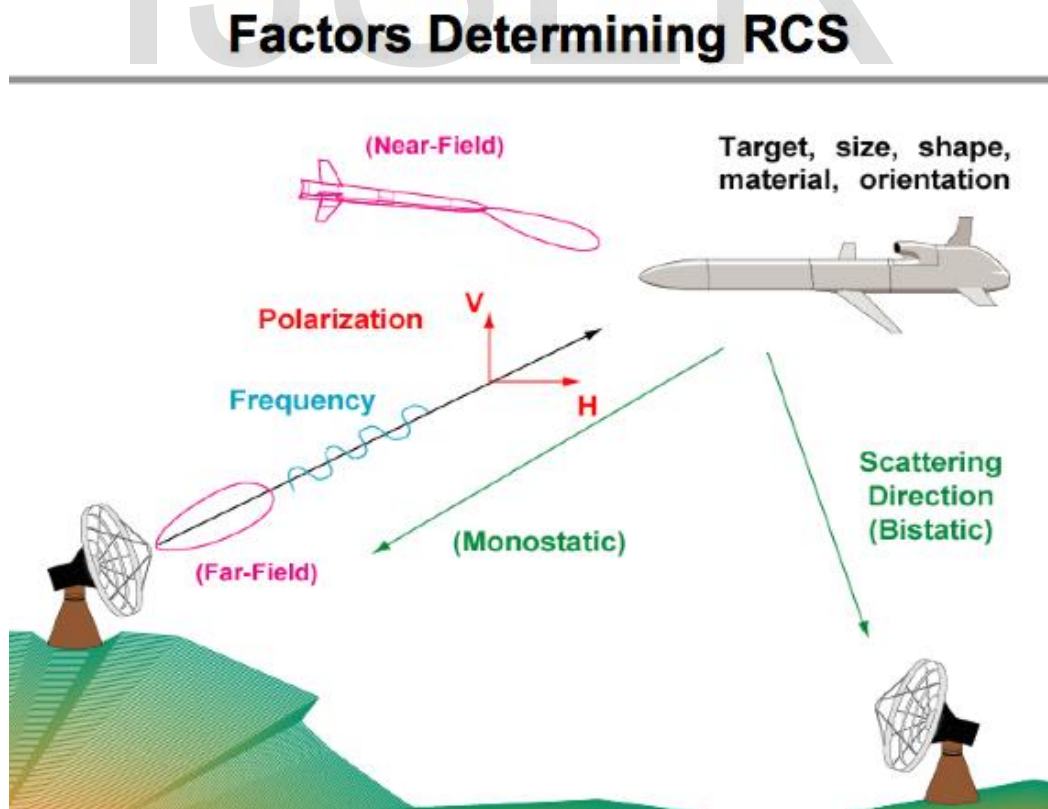 Factors Determining RCS
(Near-Field)
Target, size, shape,
material, orientation
Polarization
V
Frequency
H
Scattering
Direction
(Bistatic)
(Monostatic)
(Far-Field)